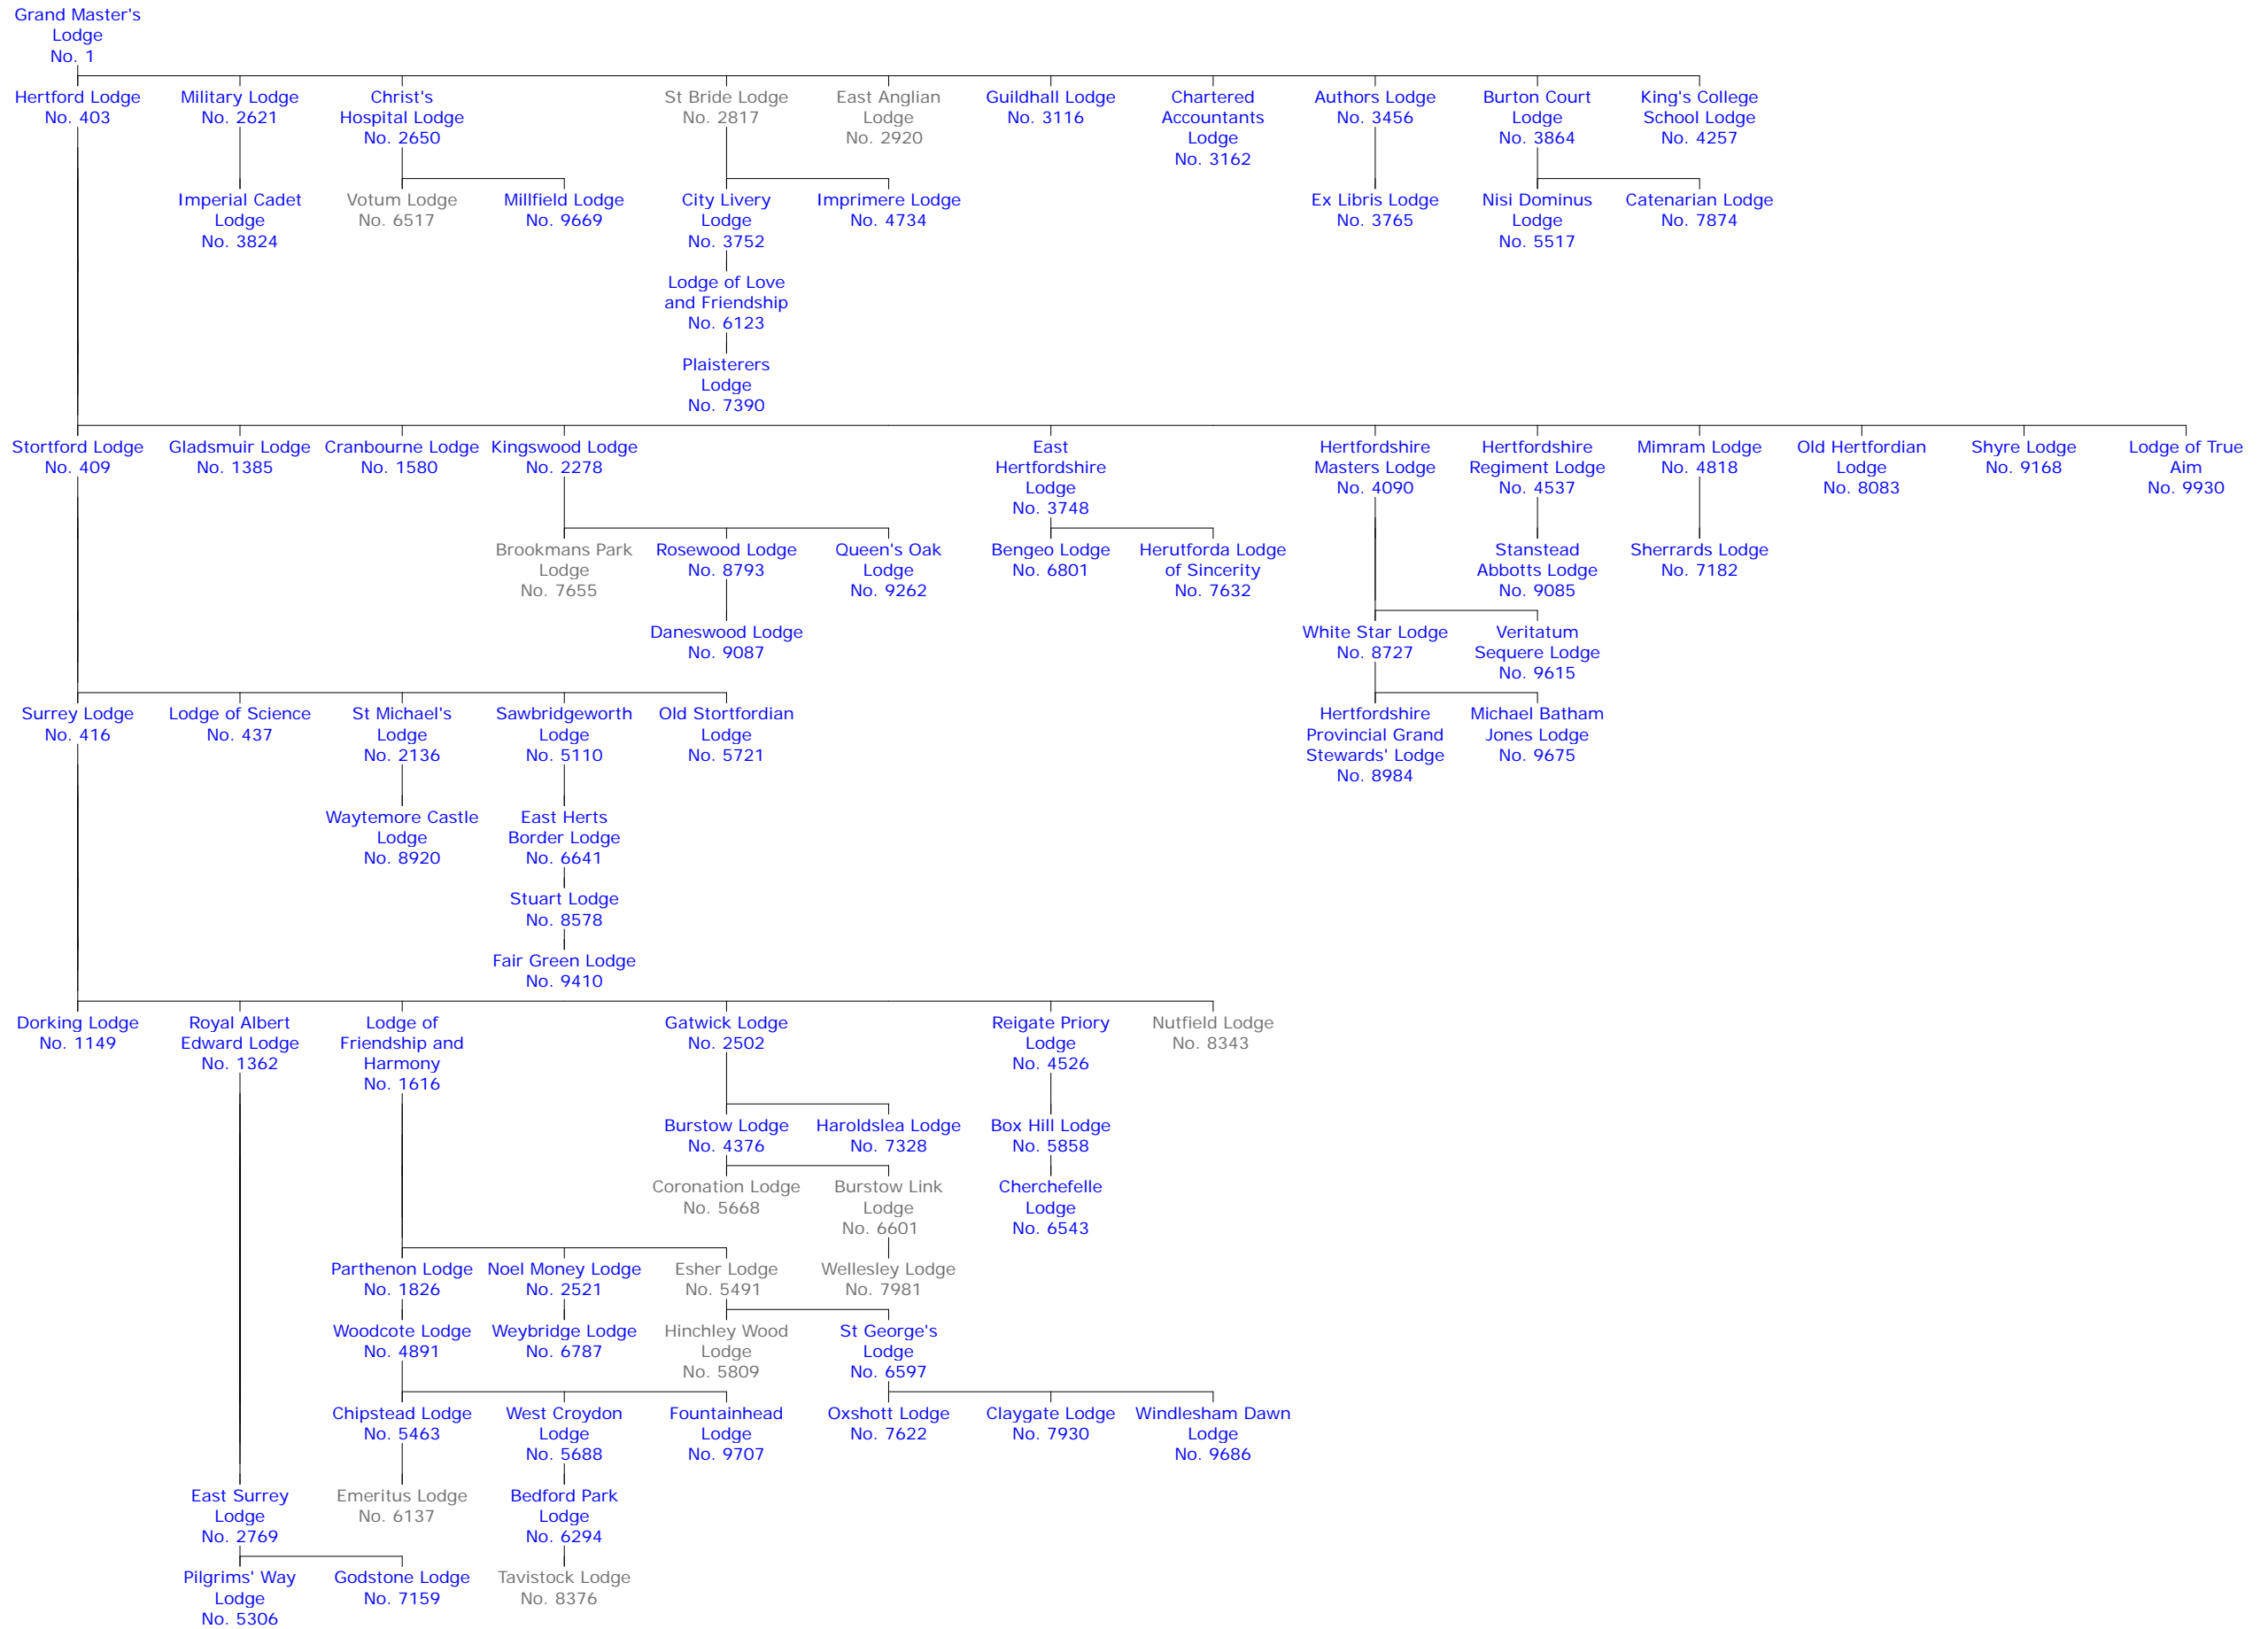 Grand Master's
Lodge
No. 1
Hertford Lodge
No. 403
Military Lodge
No. 2621
Christ's
Hospital Lodge
No. 2650
St Bride Lodge
No. 2817
East Anglian
Lodge
No. 2920
Guildhall Lodge
No. 3116
Chartered
Accountants
Lodge
No. 3162
Authors Lodge
No. 3456
Burton Court
Lodge
No. 3864
King's College
School Lodge
No. 4257
Imperial Cadet
Lodge
No. 3824
Votum Lodge
No. 6517
Millfield Lodge
No. 9669
City Livery
Lodge
No. 3752
Imprimere Lodge
No. 4734
Ex Libris Lodge
No. 3765
Nisi Dominus
Lodge
No. 5517
Catenarian Lodge
No. 7874
Lodge of Love
and Friendship
No. 6123
Plaisterers
Lodge
No. 7390
Stortford Lodge
No. 409
Gladsmuir Lodge
No. 1385
Cranbourne Lodge
No. 1580
Kingswood Lodge
No. 2278
East
Hertfordshire
Lodge
No. 3748
Hertfordshire
Masters Lodge
No. 4090
Hertfordshire
Regiment Lodge
No. 4537
Mimram Lodge
No. 4818
Old Hertfordian
Lodge
No. 8083
Shyre Lodge
No. 9168
Lodge of True
Aim
No. 9930
Brookmans Park
Lodge
No. 7655
Rosewood Lodge
No. 8793
Queen's Oak
Lodge
No. 9262
Bengeo Lodge
No. 6801
Herutforda Lodge
of Sincerity
No. 7632
Stanstead
Abbotts Lodge
No. 9085
Sherrards Lodge
No. 7182
Daneswood Lodge
No. 9087
White Star Lodge
No. 8727
Veritatum
Sequere Lodge
No. 9615
Surrey Lodge
No. 416
Lodge of Science
No. 437
St Michael's
Lodge
No. 2136
Sawbridgeworth
Lodge
No. 5110
Old Stortfordian
Lodge
No. 5721
Hertfordshire
Provincial Grand
Stewards' Lodge
No. 8984
Michael Batham
Jones Lodge
No. 9675
Waytemore Castle
Lodge
No. 8920
East Herts
Border Lodge
No. 6641
Stuart Lodge
No. 8578
Fair Green Lodge
No. 9410
Dorking Lodge
No. 1149
Royal Albert
Edward Lodge
No. 1362
Lodge of
Friendship and
Harmony
No. 1616
Gatwick Lodge
No. 2502
Reigate Priory
Lodge
No. 4526
Nutfield Lodge
No. 8343
Burstow Lodge
No. 4376
Haroldslea Lodge
No. 7328
Box Hill Lodge
No. 5858
Coronation Lodge
No. 5668
Burstow Link
Lodge
No. 6601
Cherchefelle
Lodge
No. 6543
Parthenon Lodge
No. 1826
Noel Money Lodge
No. 2521
Esher Lodge
No. 5491
Wellesley Lodge
No. 7981
Woodcote Lodge
No. 4891
Weybridge Lodge
No. 6787
Hinchley Wood
Lodge
No. 5809
St George's
Lodge
No. 6597
Chipstead Lodge
No. 5463
West Croydon
Lodge
No. 5688
Fountainhead
Lodge
No. 9707
Oxshott Lodge
No. 7622
Claygate Lodge
No. 7930
Windlesham Dawn
Lodge
No. 9686
East Surrey
Lodge
No. 2769
Emeritus Lodge
No. 6137
Bedford Park
Lodge
No. 6294
Pilgrims' Way
Lodge
No. 5306
Godstone Lodge
No. 7159
Tavistock Lodge
No. 8376